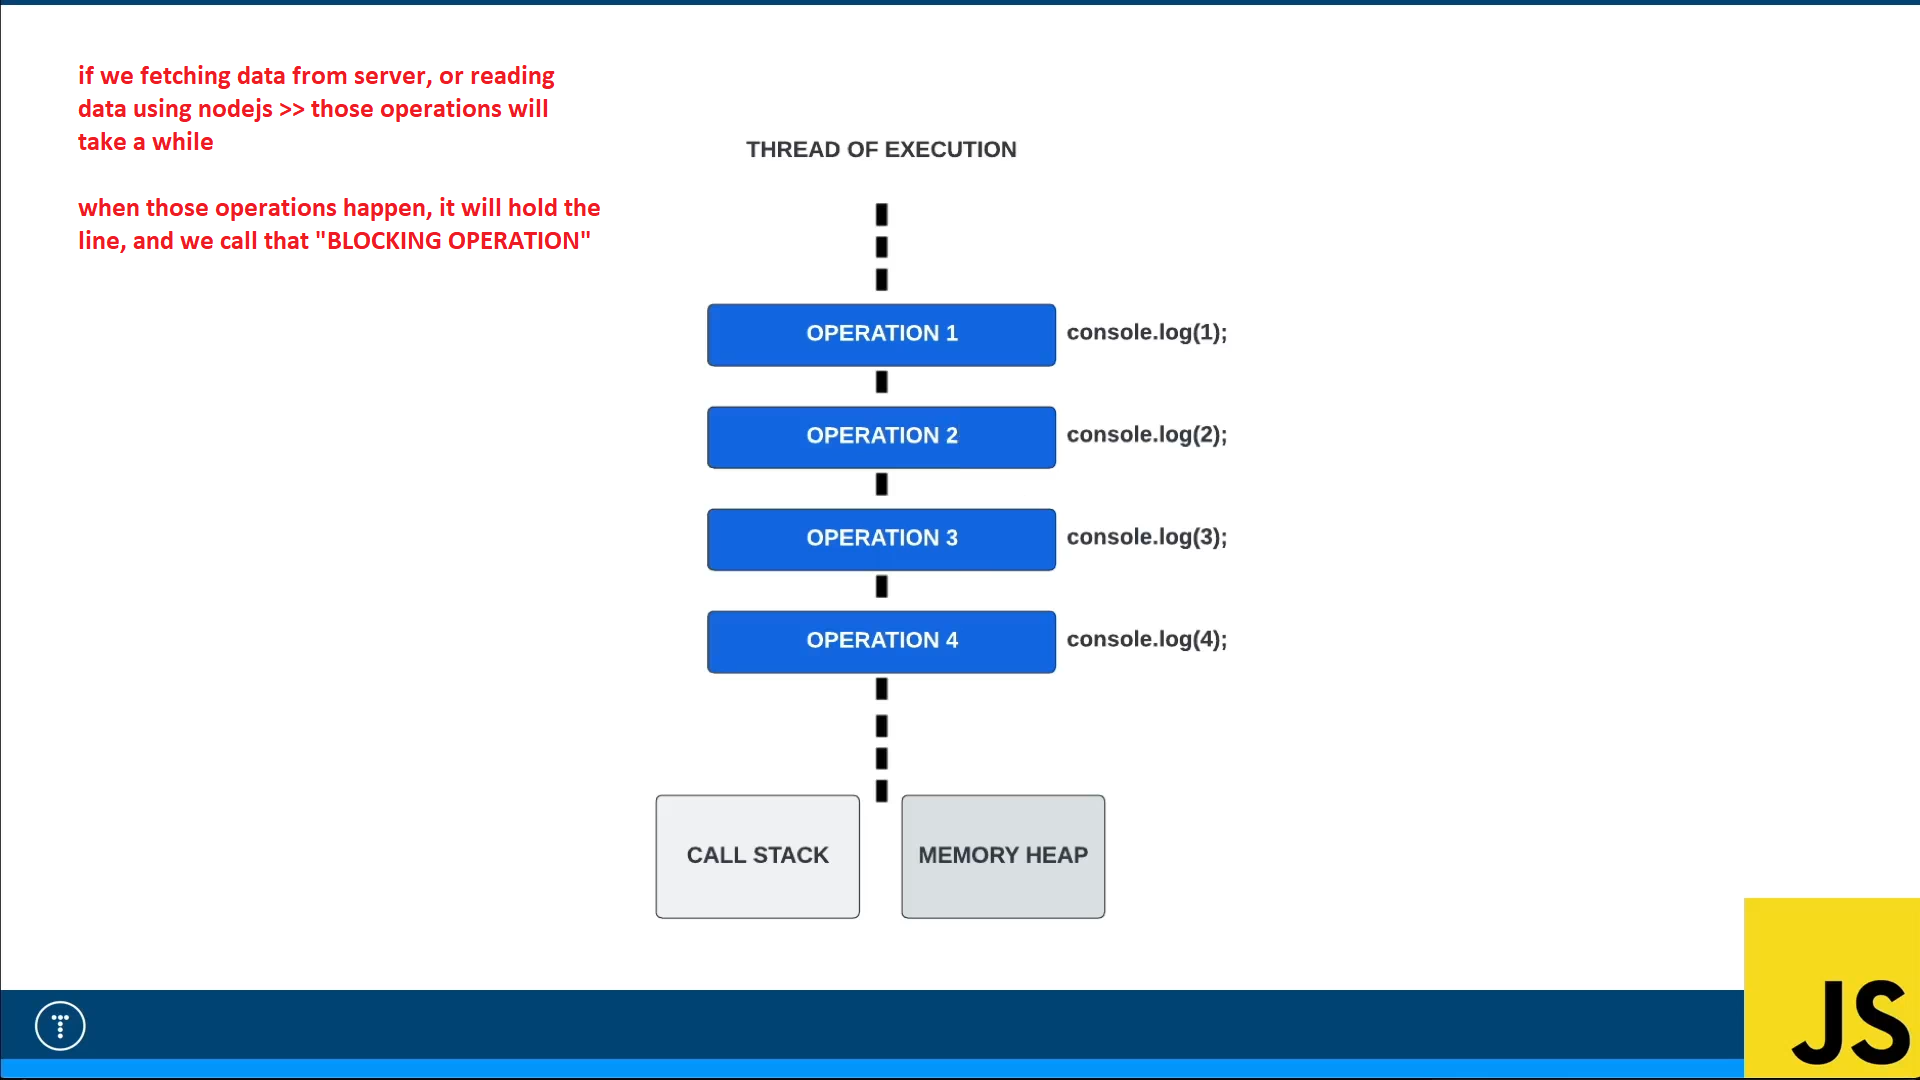 if we fetching data from server, or reading
data using nodejs >> those operations will
take a while
when those operations happen, it will hold the
line, and we call that "BLOCKING OPERATION"
THREAD OF EXECUTION
OPERATION 1 console.log(1);
OPERATION 2 console.log(2);
OPERATION 3 console.log(3);
OPERATION 4 console.log(4);
CALL STACK MEMORY HEAP
T
JS